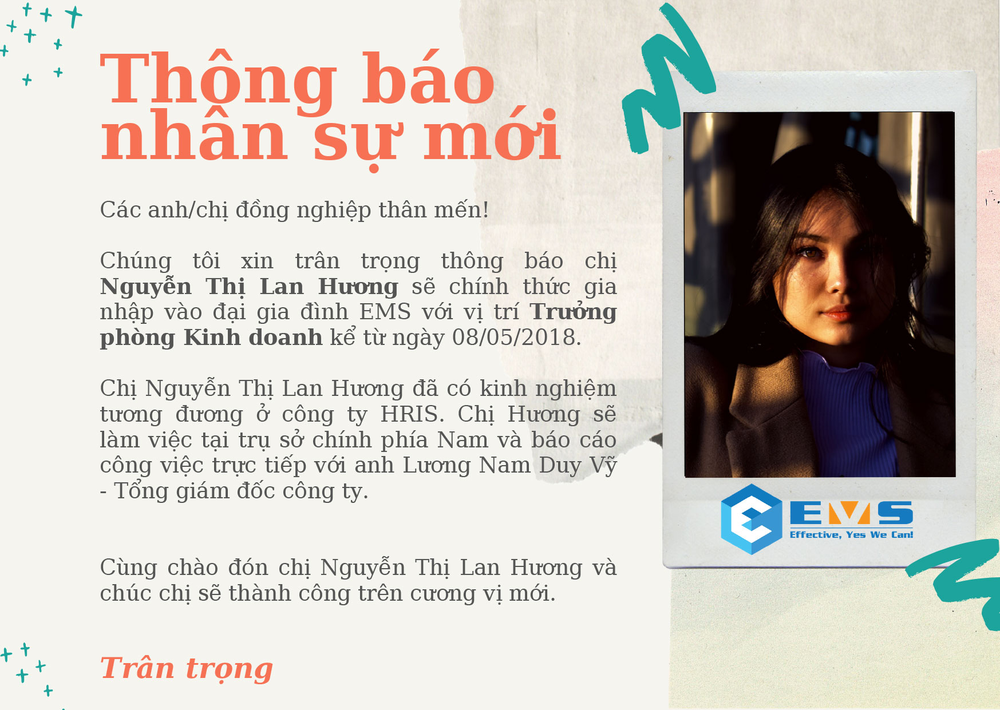 Thông báo
nhân sự mới
Các anh/chị đồng nghiệp thân mến!
Chúng tôi xin trân trọng thông báo chị
Nguyễn Thị Lan Hương sẽ chính thức gia
nhập vào đại gia đình EMS với vị trí Trưởng
phòng Kinh doanh kể từ ngày 08/05/2018.
Chị Nguyễn Thị Lan Hương đã có kinh nghiệm
tương đương ở công ty HRIS. Chị Hương sẽ
làm việc tại trụ sở chính phía Nam và báo cáo
công việc trực tiếp với anh Lương Nam Duy Vỹ
- Tổng giám đốc công ty.
Cùng chào đón chị Nguyễn Thị Lan Hương và
chúc chị sẽ thành công trên cương vị mới.
Trân trọng
EMS
Effective, Yes We Can!